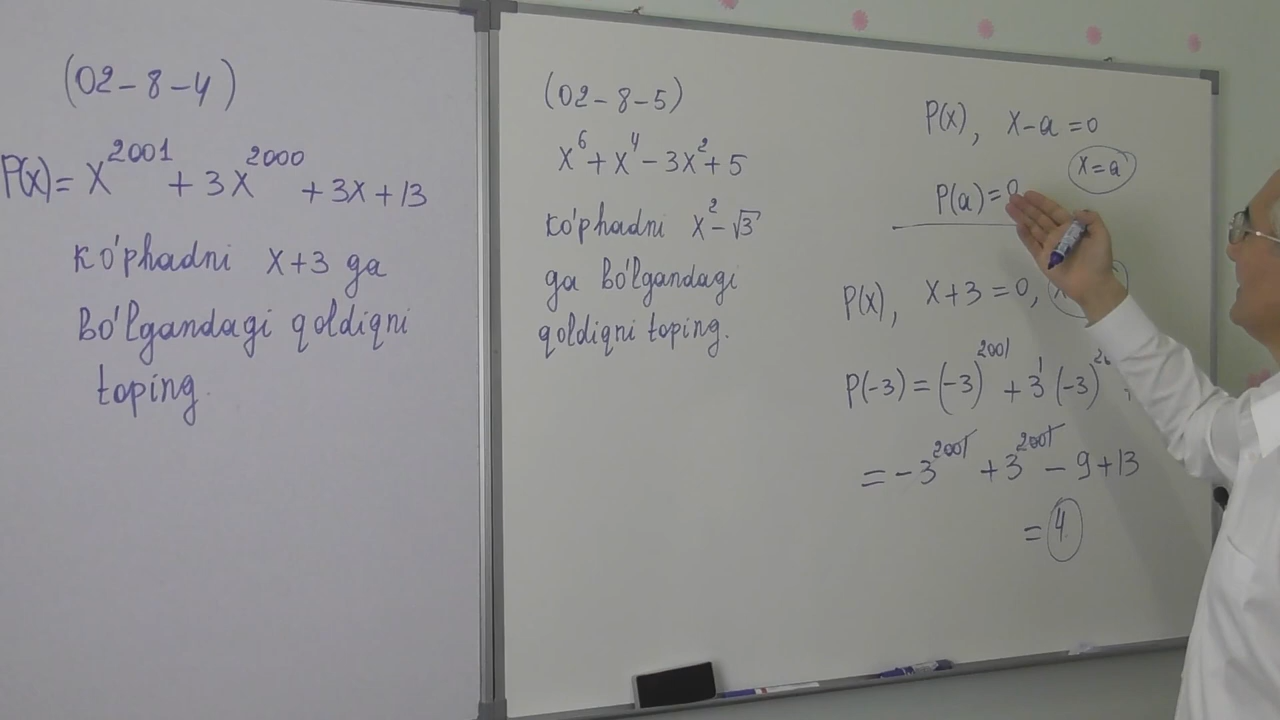 (02-8-4)
P(x)= x^2001 + 3x^2000 + 3x + 13
ko'phadni x+3 ga
Bo'lgandagi qoldiqni
toping.
(02-8-5)
x^6 + x^4 - 3x^2 + 5
ko'phadni x^2 - √3
ga bo'lgandagi
qoldiqni toping.
P(x), x-a=0
x=a
P(a)=
P(x), x+3=0,
P(-3) = (-3)^2001 + 3^1 (-3)
= -3^2001 + 3^2001 - 9 + 13
= 4.